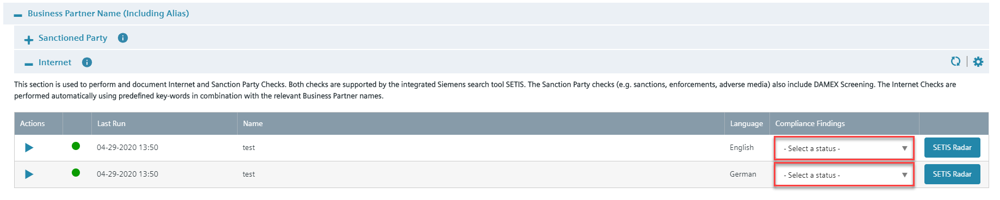 Business Partner Name (Including Alias)
Sanctioned Party
Internet
This section is used to perform and document Internet and Sanction Party Checks. Both checks are supported by the integrated Siemens search tool SETIS. The Sanction Party checks (e.g. sanctions, enforcements, adverse media) also include DAMEX Screening. The Internet Checks are
performed automatically using predefined key-words in combination with the relevant Business Partner names.
Actions Last Run Name Language Compliance Findings
04-29-2020 13:50 test English - Select a status - SETIS Radar
04-29-2020 13:50 test German - Select a status - SETIS Radar